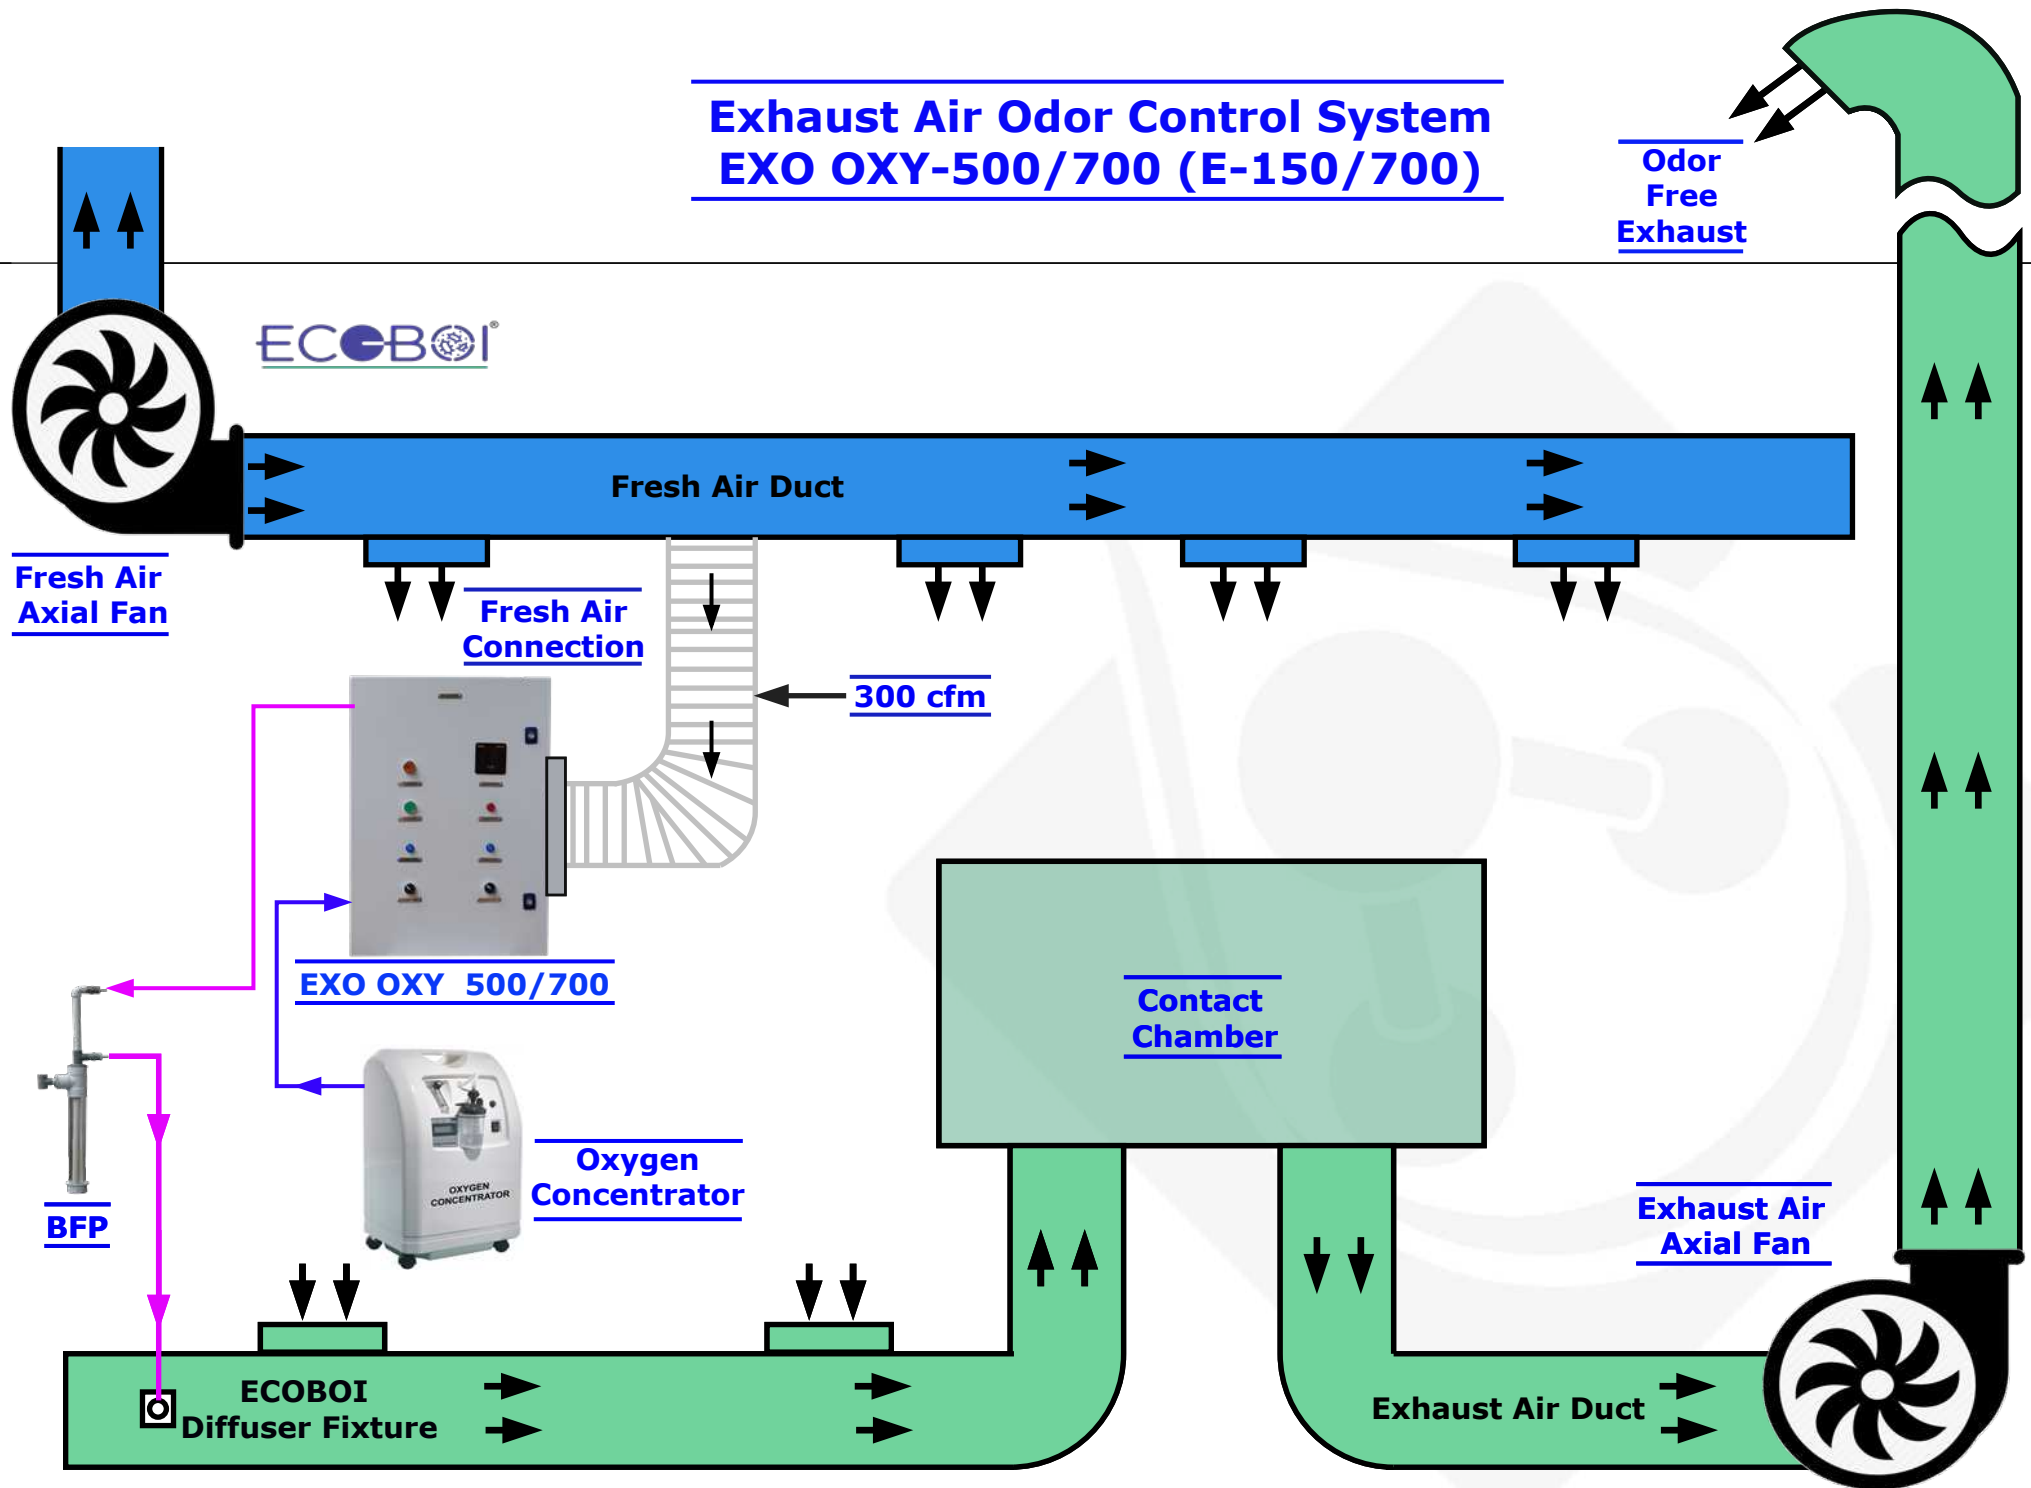 Exhaust Air Odor Control System
EXO OXY-500/700 (E-150/700)
Odor
Free
Exhaust
ECOBOI®
Fresh Air Duct
Fresh Air
Axial Fan
Fresh Air
Connection
300 cfm
EXO OXY 500/700
Contact
Chamber
Oxygen
Concentrator
OXYGEN
CONCENTRATOR
BFP
Exhaust Air
Axial Fan
ECOBOI
Diffuser Fixture
Exhaust Air Duct